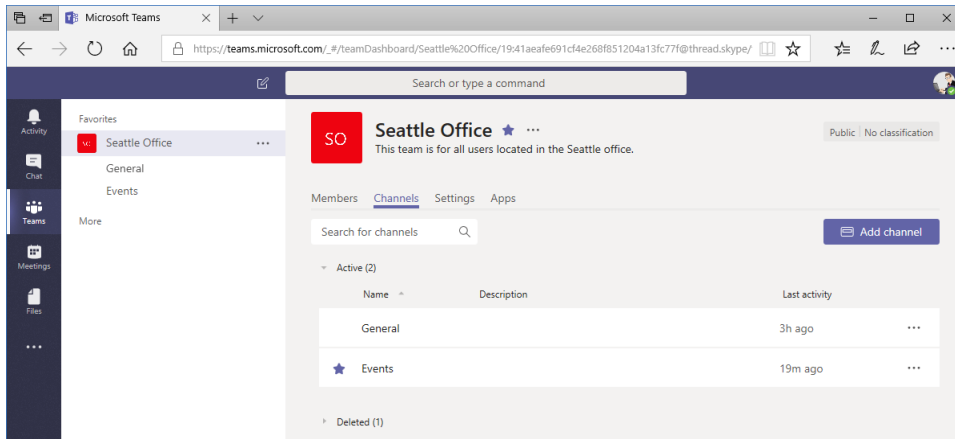 Microsoft Teams
https://teams.microsoft.com/_#/teamDashboard/Seattle%20Office/19:41aeafe691cf4e268f851204a13fc77f@thread.skype/
Search or type a command
Activity
Chat
Teams
Meetings
Files
Favorites
SO Seattle Office
General
Events
More
SO
Seattle Office
This team is for all users located in the Seattle office.
Public No classification
Members Channels Settings Apps
Search for channels
Add channel
Active (2)
Name Description Last activity
General 3h ago
Events 19m ago
Deleted (1)